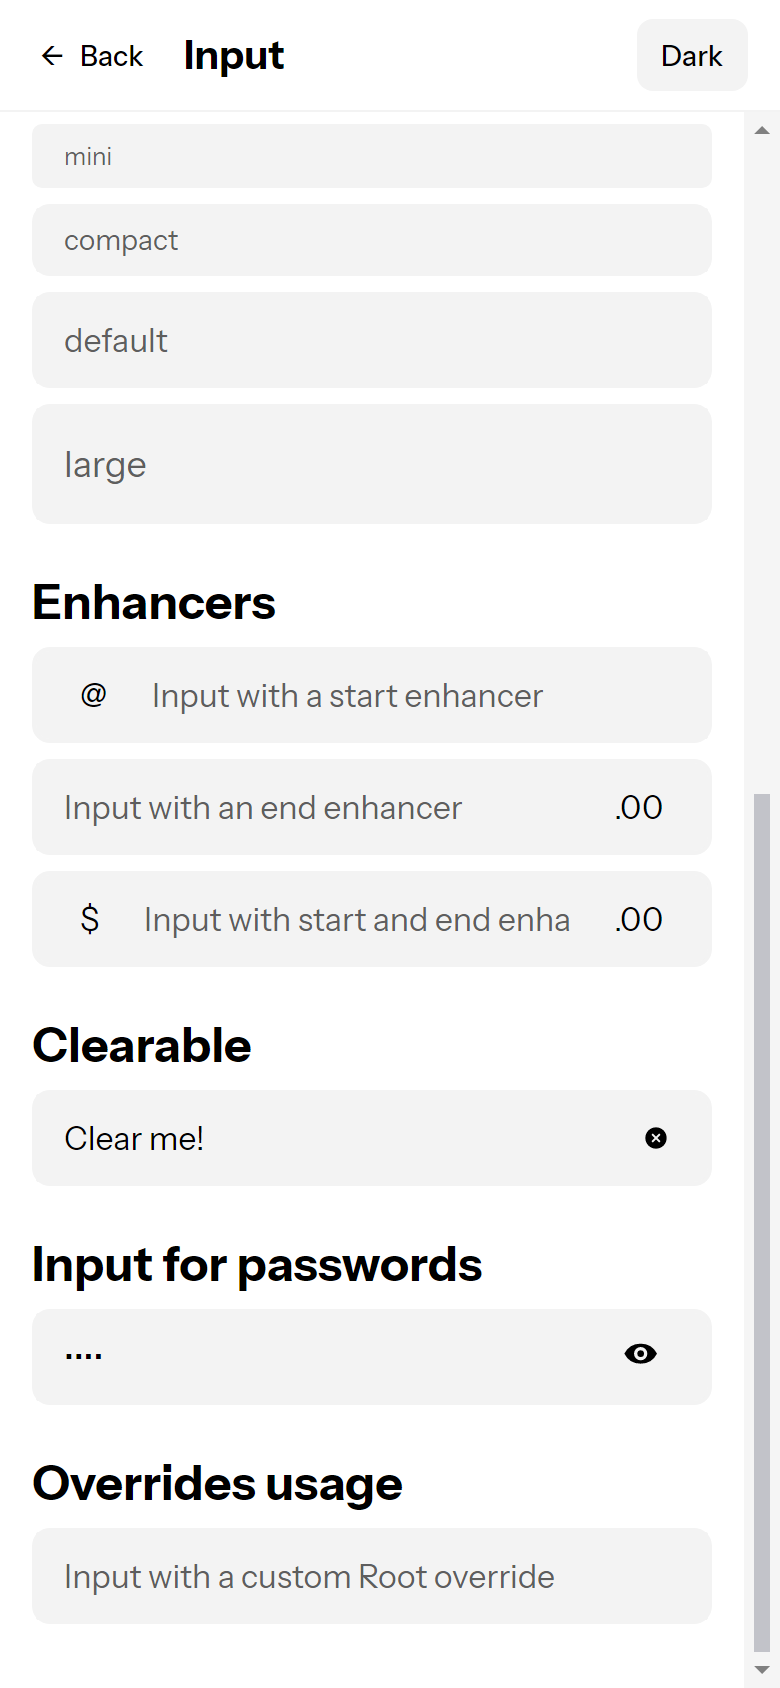 ← Back Input Dark
mini
compact
default
large
Enhancers
@ Input with a start enhancer
Input with an end enhancer .00
$ Input with start and end enha .00
Clearable
Clear me!
Input for passwords
····
Overrides usage
Input with a custom Root override